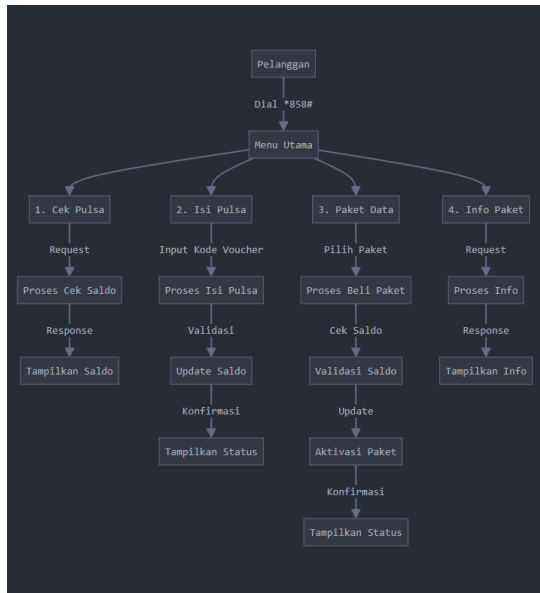 Pelanggan
Dial *858#
Menu Utama
1. Cek Pulsa
2. Isi Pulsa
3. Paket Data
4. Info Paket
Request
Input Kode Voucher
Pilih Paket
Request
Proses Cek Saldo
Proses Isi Pulsa
Proses Beli Paket
Proses Info
Response
Validasi
Cek Saldo
Response
Tampilkan Saldo
Update Saldo
Validasi Saldo
Tampilkan Info
Konfirmasi
Update
Tampilkan Status
Aktivasi Paket
Konfirmasi
Tampilkan Status